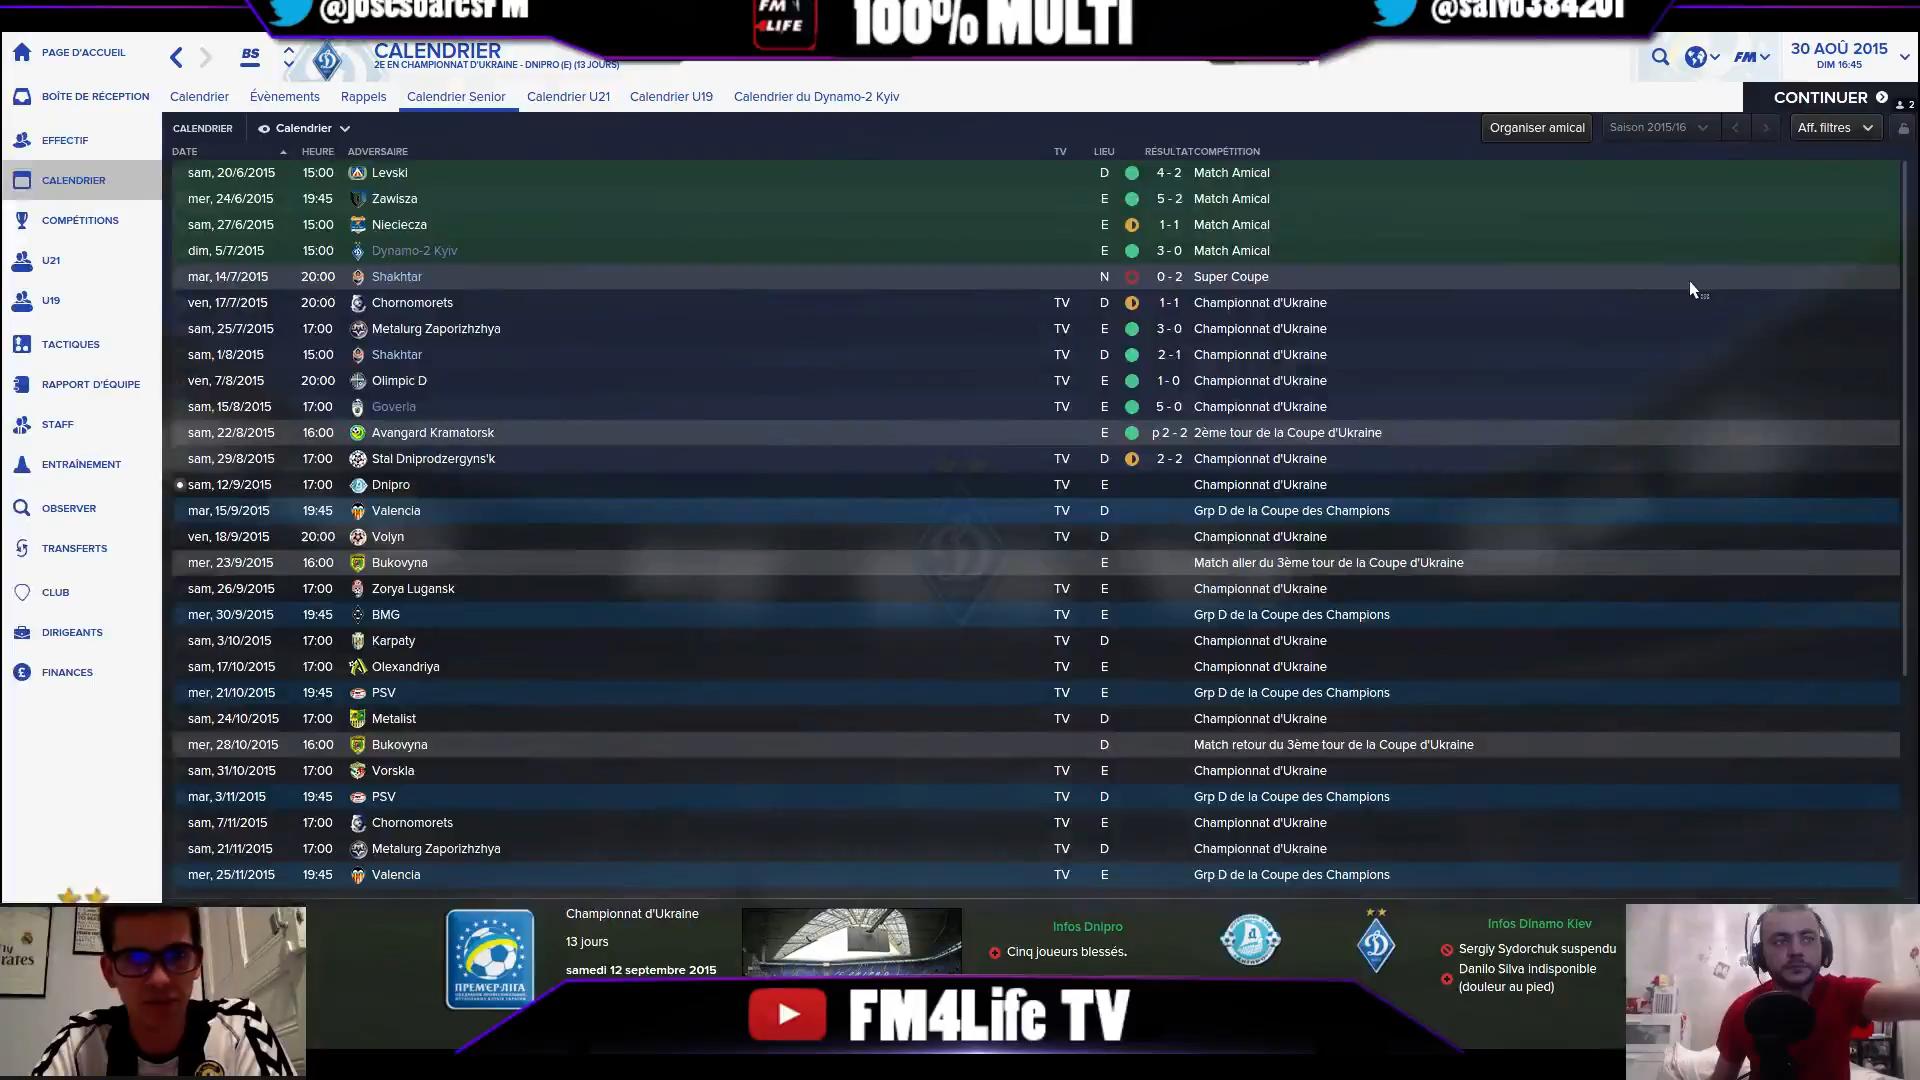 @josesoaresFM
FM
4LIFE
100% MULTI
@salvo384201
PAGE D'ACCUEIL
BOÎTE DE RÉCEPTION
EFFECTIF
CALENDRIER
COMPÉTITIONS
U21
U19
TACTIQUES
RAPPORT D'ÉQUIPE
STAFF
ENTRAÎNEMENT
OBSERVER
TRANSFERTS
CLUB
DIRIGEANTS
FINANCES
BS
CALENDRIER
2E EN CHAMPIONNAT D'UKRAINE - DNIPRO (E) (13 JOURS)
FM
30 AOÛ 2015
DIM 16:45
Calendrier Évènements Rappels Calendrier Senior Calendrier U21 Calendrier U19 Calendrier du Dynamo-2 Kyiv
CONTINUER
2
CALENDRIER Calendrier
Organiser amical Saison 2015/16 Aff. filtres
DATE HEURE ADVERSAIRE TV LIEU RÉSULTAT COMPÉTITION
sam, 20/6/2015 15:00 Levski D 4 - 2 Match Amical
mer, 24/6/2015 19:45 Zawisza E 5 - 2 Match Amical
sam, 27/6/2015 15:00 Nieciecza E 1 - 1 Match Amical
dim, 5/7/2015 15:00 Dynamo-2 Kyiv E 3 - 0 Match Amical
mar, 14/7/2015 20:00 Shakhtar N 0 - 2 Super Coupe
ven, 17/7/2015 20:00 Chornomorets TV D 1 - 1 Championnat d'Ukraine
sam, 25/7/2015 17:00 Metalurg Zaporizhzhya TV E 3 - 0 Championnat d'Ukraine
sam, 1/8/2015 15:00 Shakhtar TV D 2 - 1 Championnat d'Ukraine
ven, 7/8/2015 20:00 Olimpic D TV E 1 - 0 Championnat d'Ukraine
sam, 15/8/2015 17:00 Goverla TV E 5 - 0 Championnat d'Ukraine
sam, 22/8/2015 16:00 Avangard Kramatorsk E p 2 - 2 2ème tour de la Coupe d'Ukraine
sam, 29/8/2015 17:00 Stal Dniprodzergyns'k TV D 2 - 2 Championnat d'Ukraine
sam, 12/9/2015 17:00 Dnipro TV E Championnat d'Ukraine
mar, 15/9/2015 19:45 Valencia TV D Grp D de la Coupe des Champions
ven, 18/9/2015 20:00 Volyn TV D Championnat d'Ukraine
mer, 23/9/2015 16:00 Bukovyna E Match aller du 3ème tour de la Coupe d'Ukraine
sam, 26/9/2015 17:00 Zorya Lugansk TV E Championnat d'Ukraine
mer, 30/9/2015 19:45 BMG TV E Grp D de la Coupe des Champions
sam, 3/10/2015 17:00 Karpaty TV D Championnat d'Ukraine
sam, 17/10/2015 17:00 Olexandriya TV E Championnat d'Ukraine
mer, 21/10/2015 19:45 PSV TV E Grp D de la Coupe des Champions
sam, 24/10/2015 17:00 Metalist TV D Championnat d'Ukraine
mer, 28/10/2015 16:00 Bukovyna D Match retour du 3ème tour de la Coupe d'Ukraine
sam, 31/10/2015 17:00 Vorskla TV E Championnat d'Ukraine
mar, 3/11/2015 19:45 PSV TV D Grp D de la Coupe des Champions
sam, 7/11/2015 17:00 Chornomorets TV E Championnat d'Ukraine
sam, 21/11/2015 17:00 Metalurg Zaporizhzhya TV D Championnat d'Ukraine
mer, 25/11/2015 19:45 Valencia TV E Grp D de la Coupe des Champions
ПРЕМ'ЄР-ЛІГА
Championnat d'Ukraine
13 jours
samedi 12 septembre 2015
Infos Dnipro
Cinq joueurs blessés.
Infos Dinamo Kiev
Sergiy Sydorchuk suspendu
Danilo Silva indisponible
(douleur au pied)
FM4Life TV